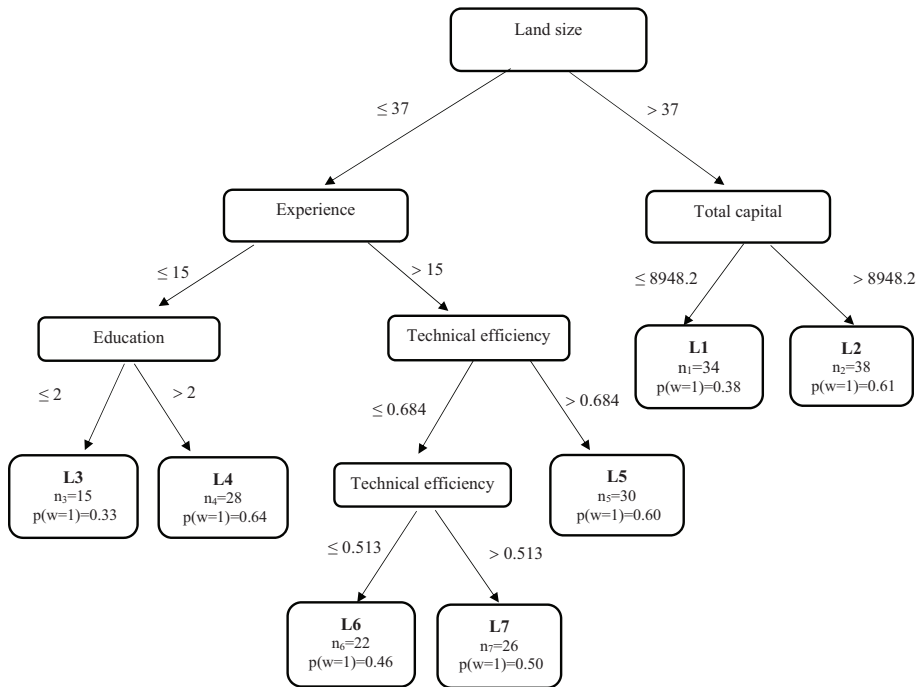 Land size
≤ 37
> 37
Experience
Total capital
≤ 15
> 15
≤ 8948.2
> 8948.2
Education
Technical efficiency
L1
n₁=34
p(w=1)=0.38
L2
n₂=38
p(w=1)=0.61
≤ 2
> 2
≤ 0.684
> 0.684
L3
n₃=15
p(w=1)=0.33
L4
n₄=28
p(w=1)=0.64
Technical efficiency
L5
n₅=30
p(w=1)=0.60
≤ 0.513
> 0.513
L6
n₆=22
p(w=1)=0.46
L7
n₇=26
p(w=1)=0.50